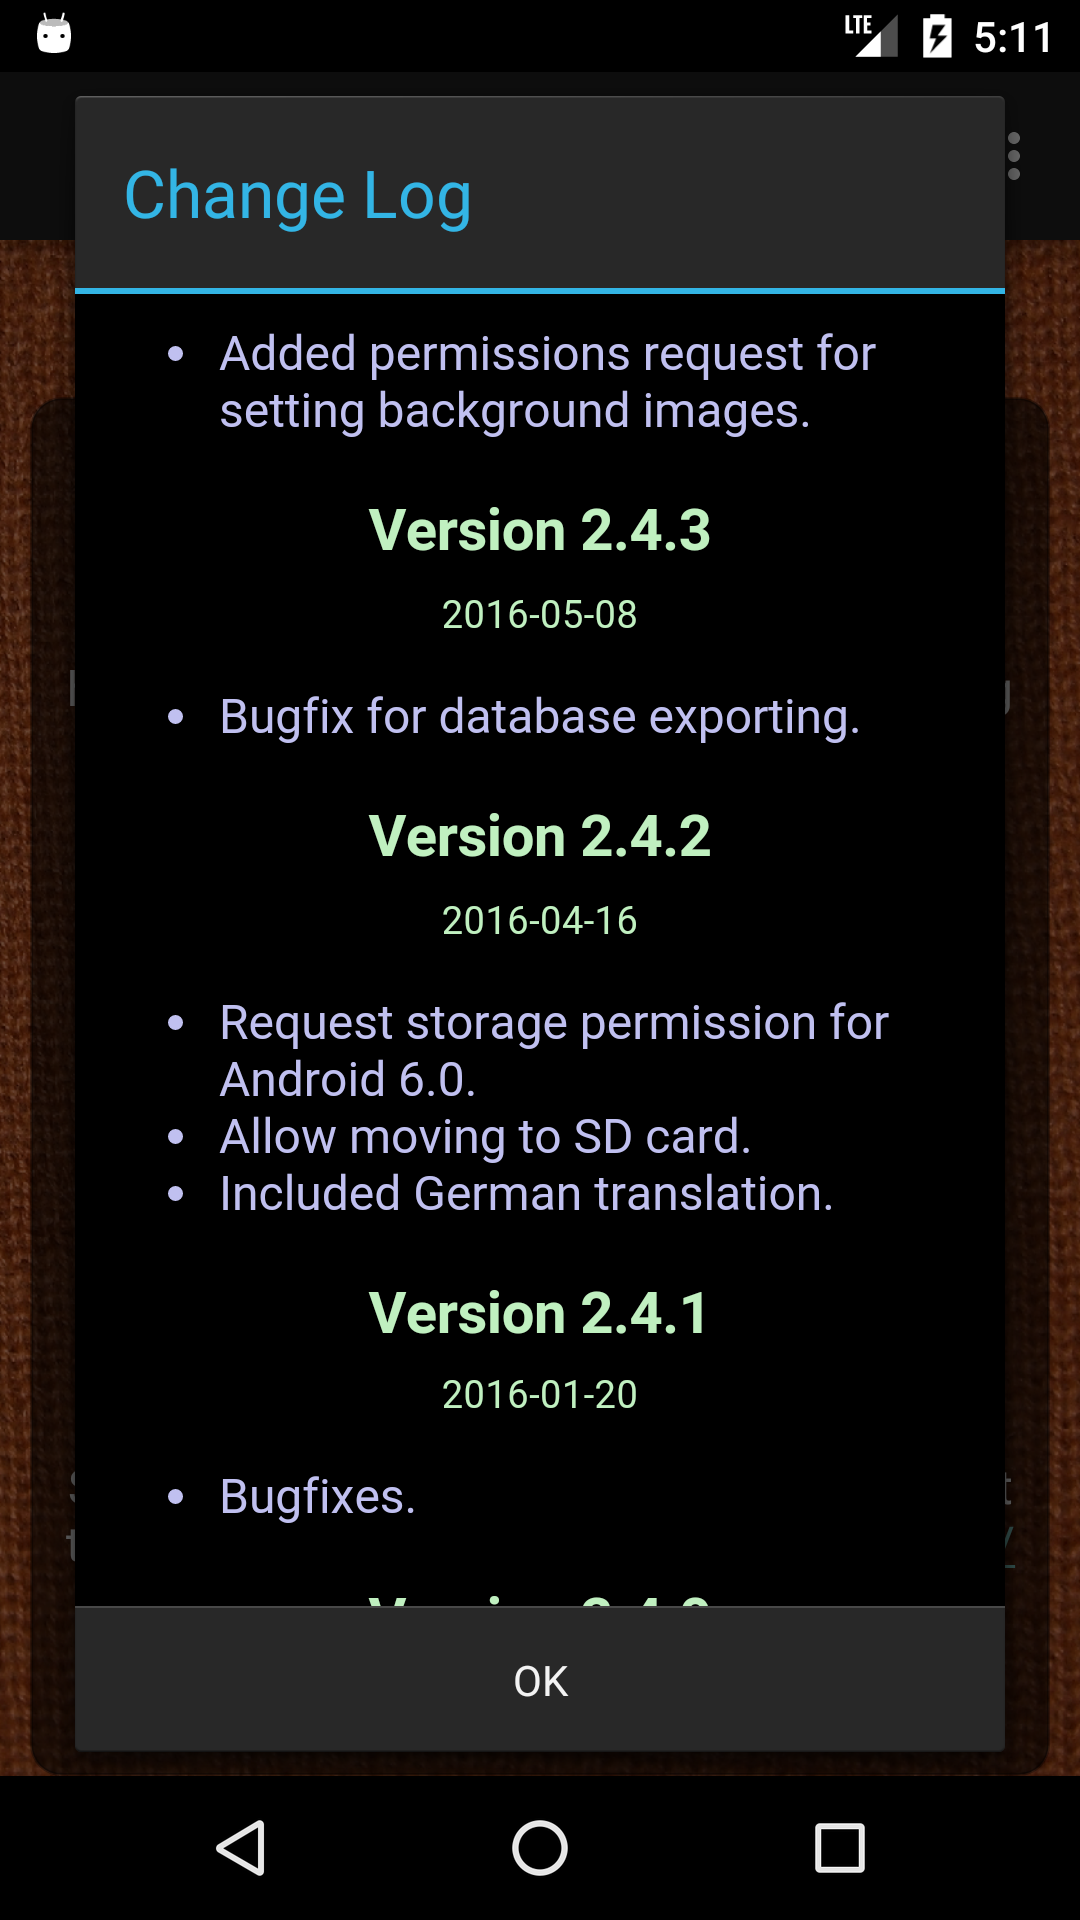 LTE 5:11
Change Log
• Added permissions request for
setting background images.
Version 2.4.3
2016-05-08
• Bugfix for database exporting.
Version 2.4.2
2016-04-16
• Request storage permission for
Android 6.0.
• Allow moving to SD card.
• Included German translation.
Version 2.4.1
2016-01-20
• Bugfixes.
OK